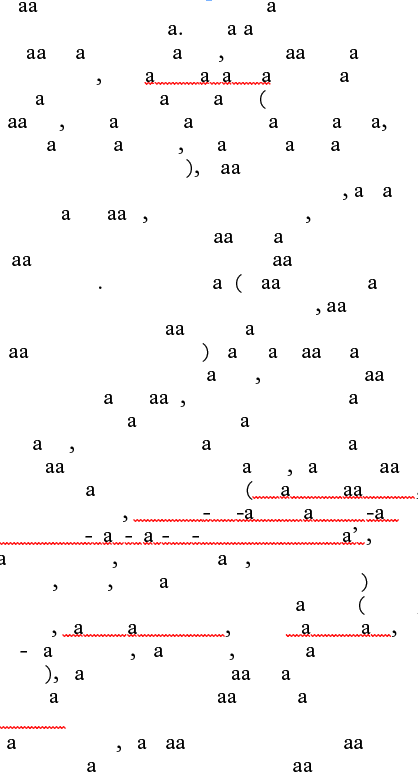 aa a
a. aa a
aa a a , aa a
, a a a a a
a a a (
aa , a a a a a,
a a , a a a
), aa
, a a
a aa , ,
aa a
aa aa
. a ( aa a
, aa
aa a
aa ) a a aa a
a , aa
a aa , a
a a
a , a a
aa a , a aa
a ( a aa ,
, - -a a -a
- a - a - - a’ ,
a , a ,
, , a )
a (
, a a , a a ,
- a , a , a
), a aa a
a aa a
a , a aa aa
a aa